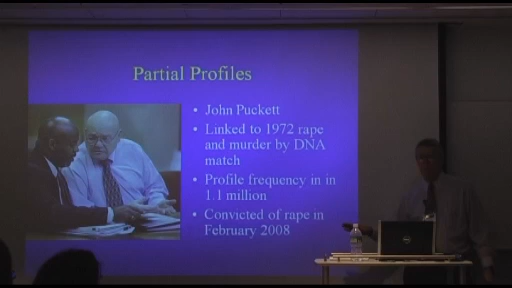 Partial Profiles
• John Puckett
• Linked to 1972 rape
and murder by DNA
match
• Profile frequency in in
1.1 million
• Convicted of rape in
February 2008